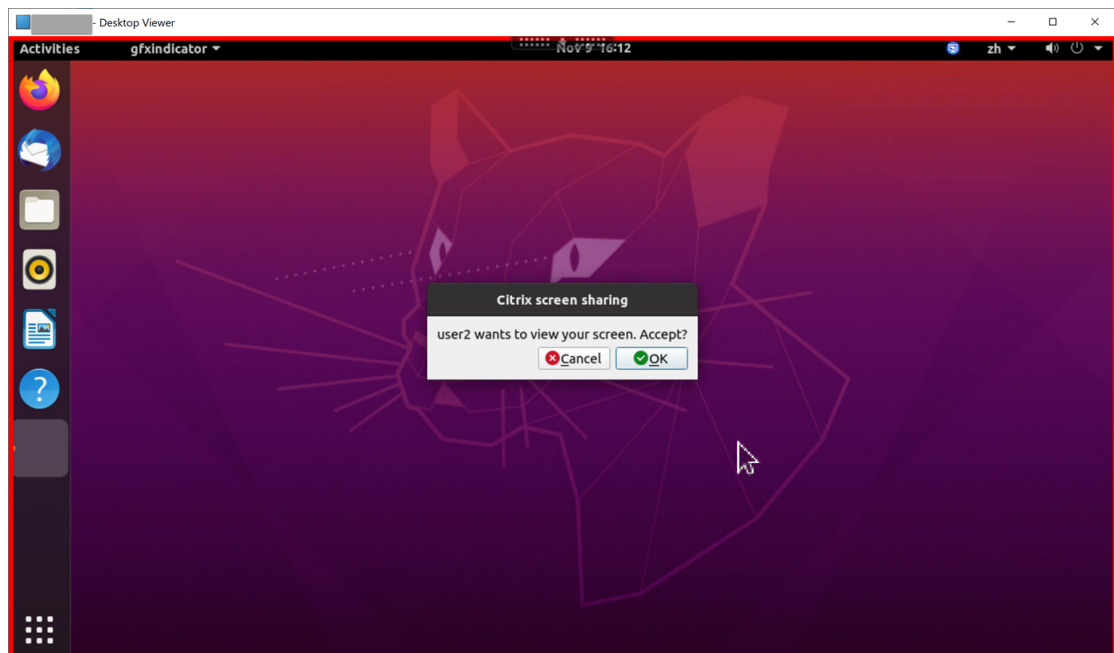 - Desktop Viewer
Activities gfxindicator Nov 9 16:12 zh
Citrix screen sharing
user2 wants to view your screen. Accept?
Cancel OK